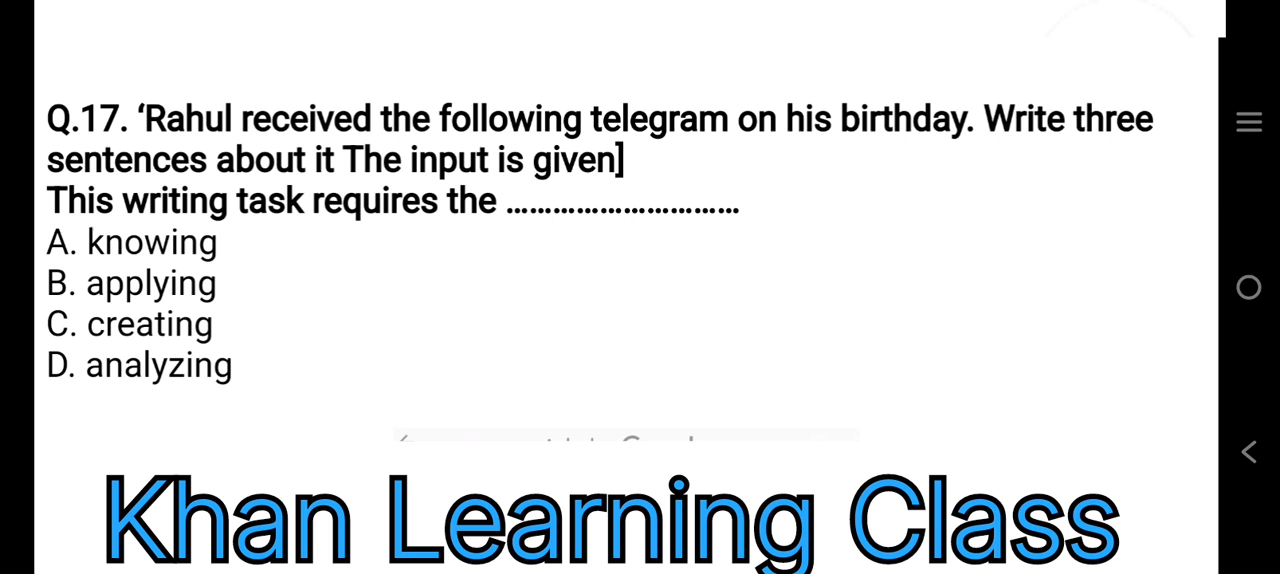 Q.17. ‘Rahul received the following telegram on his birthday. Write three
sentences about it The input is given]
This writing task requires the ..............................
A. knowing
B. applying
C. creating
D. analyzing
Khan Learning Class